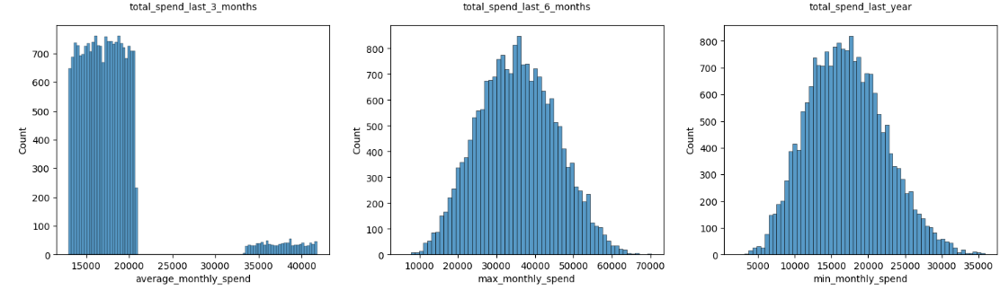 total_spend_last_3_months
total_spend_last_6_months
total_spend_last_year
Count
700
600
500
400
300
200
100
0
15000 20000 25000 30000 35000 40000
average_monthly_spend
Count
800
700
600
500
400
300
200
100
0
10000 20000 30000 40000 50000 60000 70000
max_monthly_spend
Count
800
700
600
500
400
300
200
100
0
5000 10000 15000 20000 25000 30000 35000
min_monthly_spend